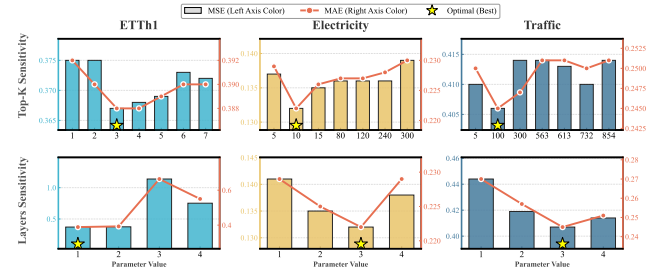 MSE (Left Axis Color) MAE (Right Axis Color) Optimal (Best)
ETTh1 Electricity Traffic
Top-K Sensitivity
0.375 0.370 0.365
0.392 0.390 0.388
1 2 3 4 5 6 7
0.140 0.135 0.130
0.230 0.225 0.220
5 10 15 80 120 240 300
0.415 0.410 0.405
0.2525 0.2500 0.2475 0.2450 0.2425
5 100 300 563 613 732 854
Layers Sensitivity
1.0 0.5
0.6 0.4
1 2 3 4
Parameter Value
0.140 0.135 0.130
0.230 0.225 0.220
1 2 3 4
Parameter Value
0.46 0.44 0.42 0.40
0.28 0.27 0.26 0.25 0.24
1 2 3 4
Parameter Value